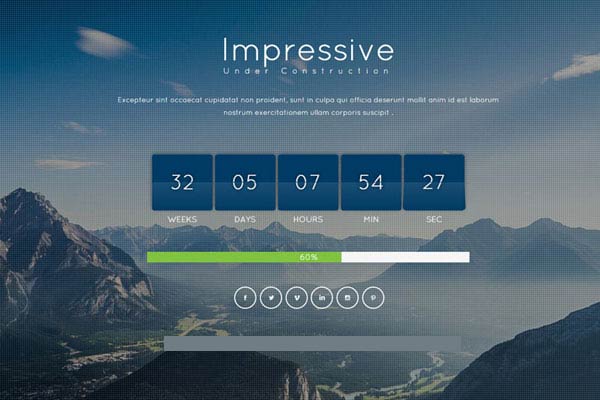 Impressive
Under Construction
Excepteur sint occaecat cupidatat non proident, sunt in culpa qui officia deserunt mollit anim id est laborum
nostrum exercitationem ullam corporis suscipit .
32 05 07 54 27
WEEKS DAYS HOURS MIN SEC
60%